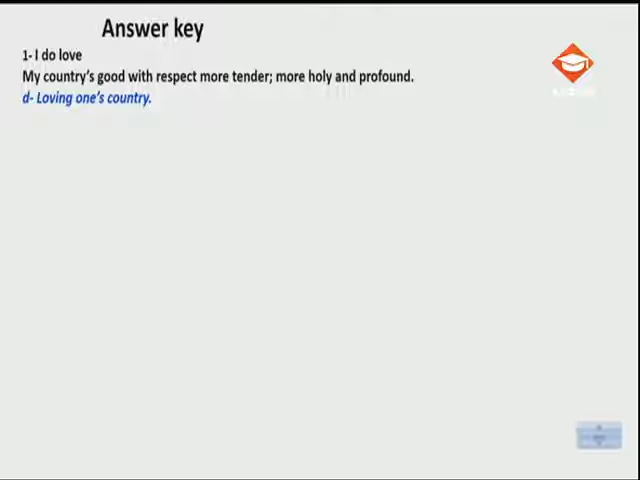 Answer key
1- I do love
My country's good with respect more tender; more holy and profound.
d- Loving one's country.